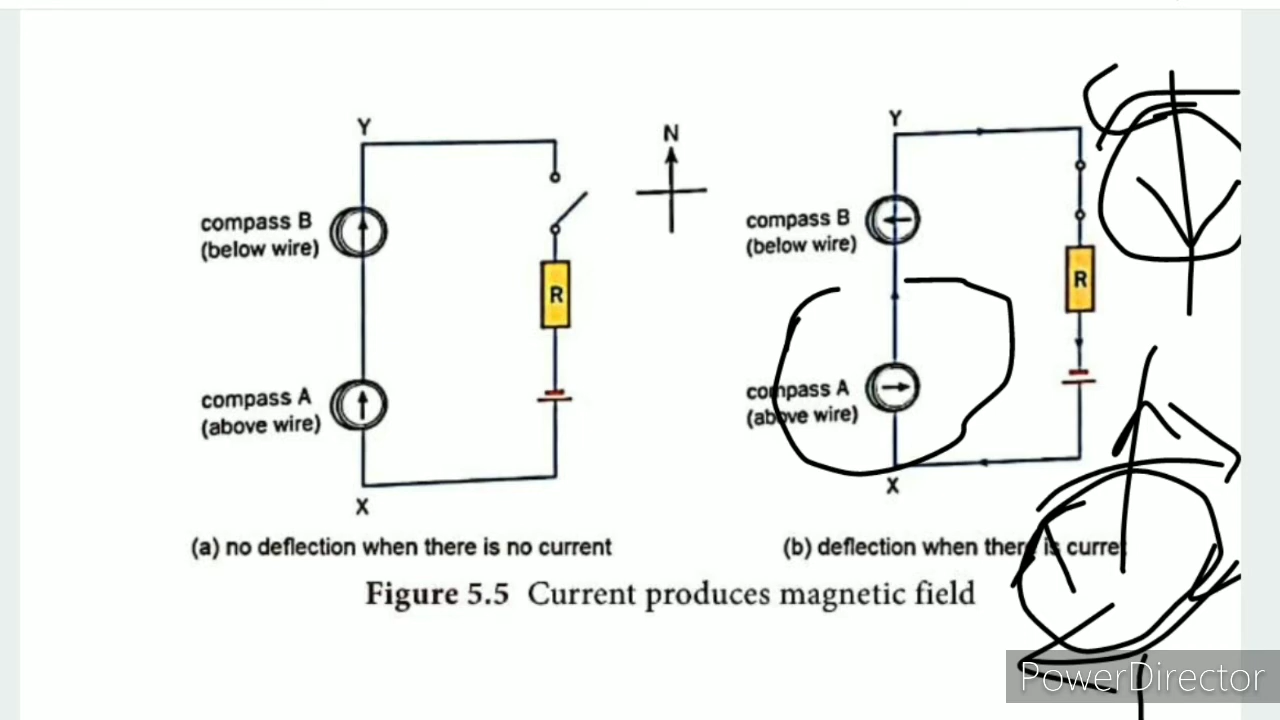 Y
compass B
(below wire)
R
compass A
(above wire)
X
(a) no deflection when there is no current
N
Y
compass B
(below wire)
R
compass A
(above wire)
X
(b) deflection when there is curre
Figure 5.5 Current produces magnetic field
PowerDirector